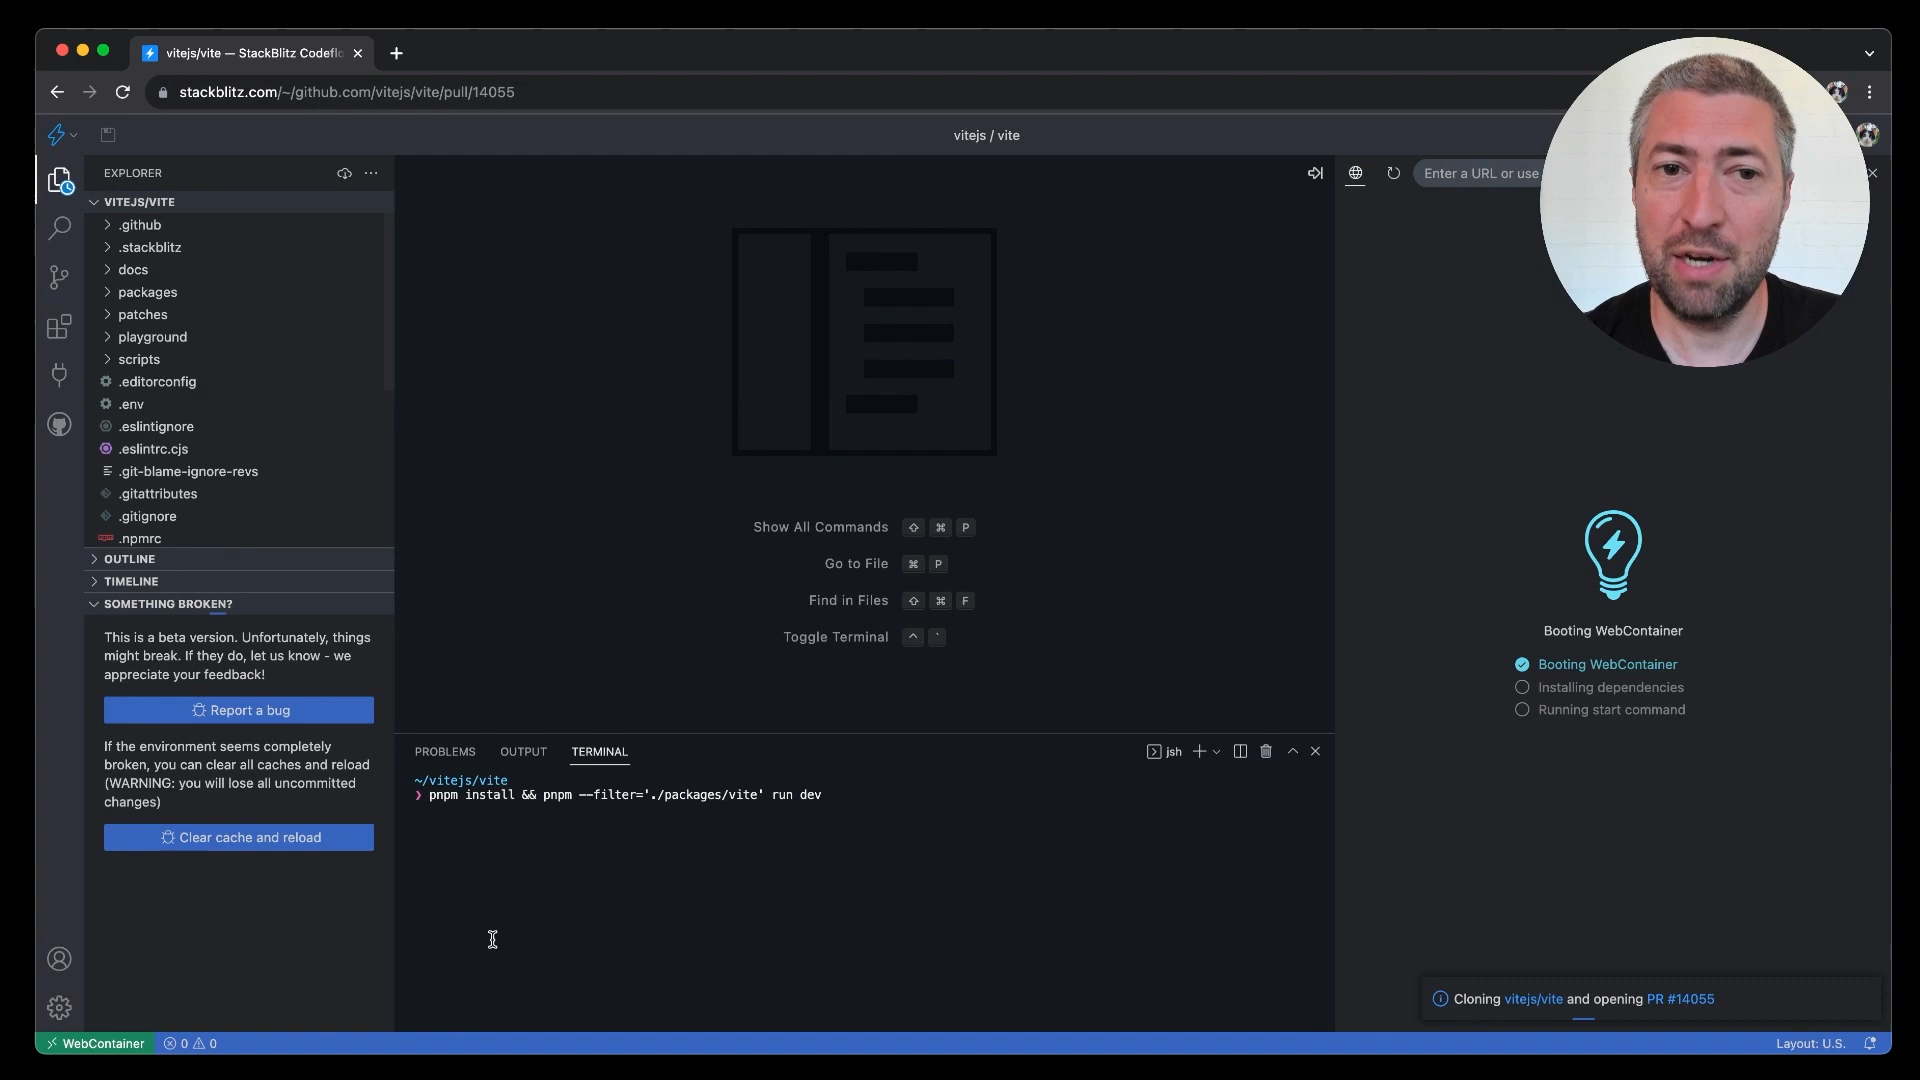 vitejs/vite — StackBlitz Codeflo
stackblitz.com/~/github.com/vitejs/vite/pull/14055
vitejs / vite
EXPLORER
VITEJS/VITE
.github
.stackblitz
docs
packages
patches
playground
scripts
.editorconfig
.env
.eslintignore
.eslintrc.cjs
.git-blame-ignore-revs
.gitattributes
.gitignore
.npmrc
OUTLINE
TIMELINE
SOMETHING BROKEN?
This is a beta version. Unfortunately, things
might break. If they do, let us know - we
appreciate your feedback!
Report a bug
If the environment seems completely
broken, you can clear all caches and reload
(WARNING: you will lose all uncommitted
changes)
Clear cache and reload
Show All Commands ⇧ ⌘ P
Go to File ⌘ P
Find in Files ⇧ ⌘ F
Toggle Terminal ^ `
PROBLEMS OUTPUT TERMINAL
jsh
~/vitejs/vite
❯ pnpm install && pnpm --filter='./packages/vite' run dev
Enter a URL or use
Booting WebContainer
Booting WebContainer
Installing dependencies
Running start command
Cloning vitejs/vite and opening PR #14055
WebContainer 0 0
Layout: U.S.